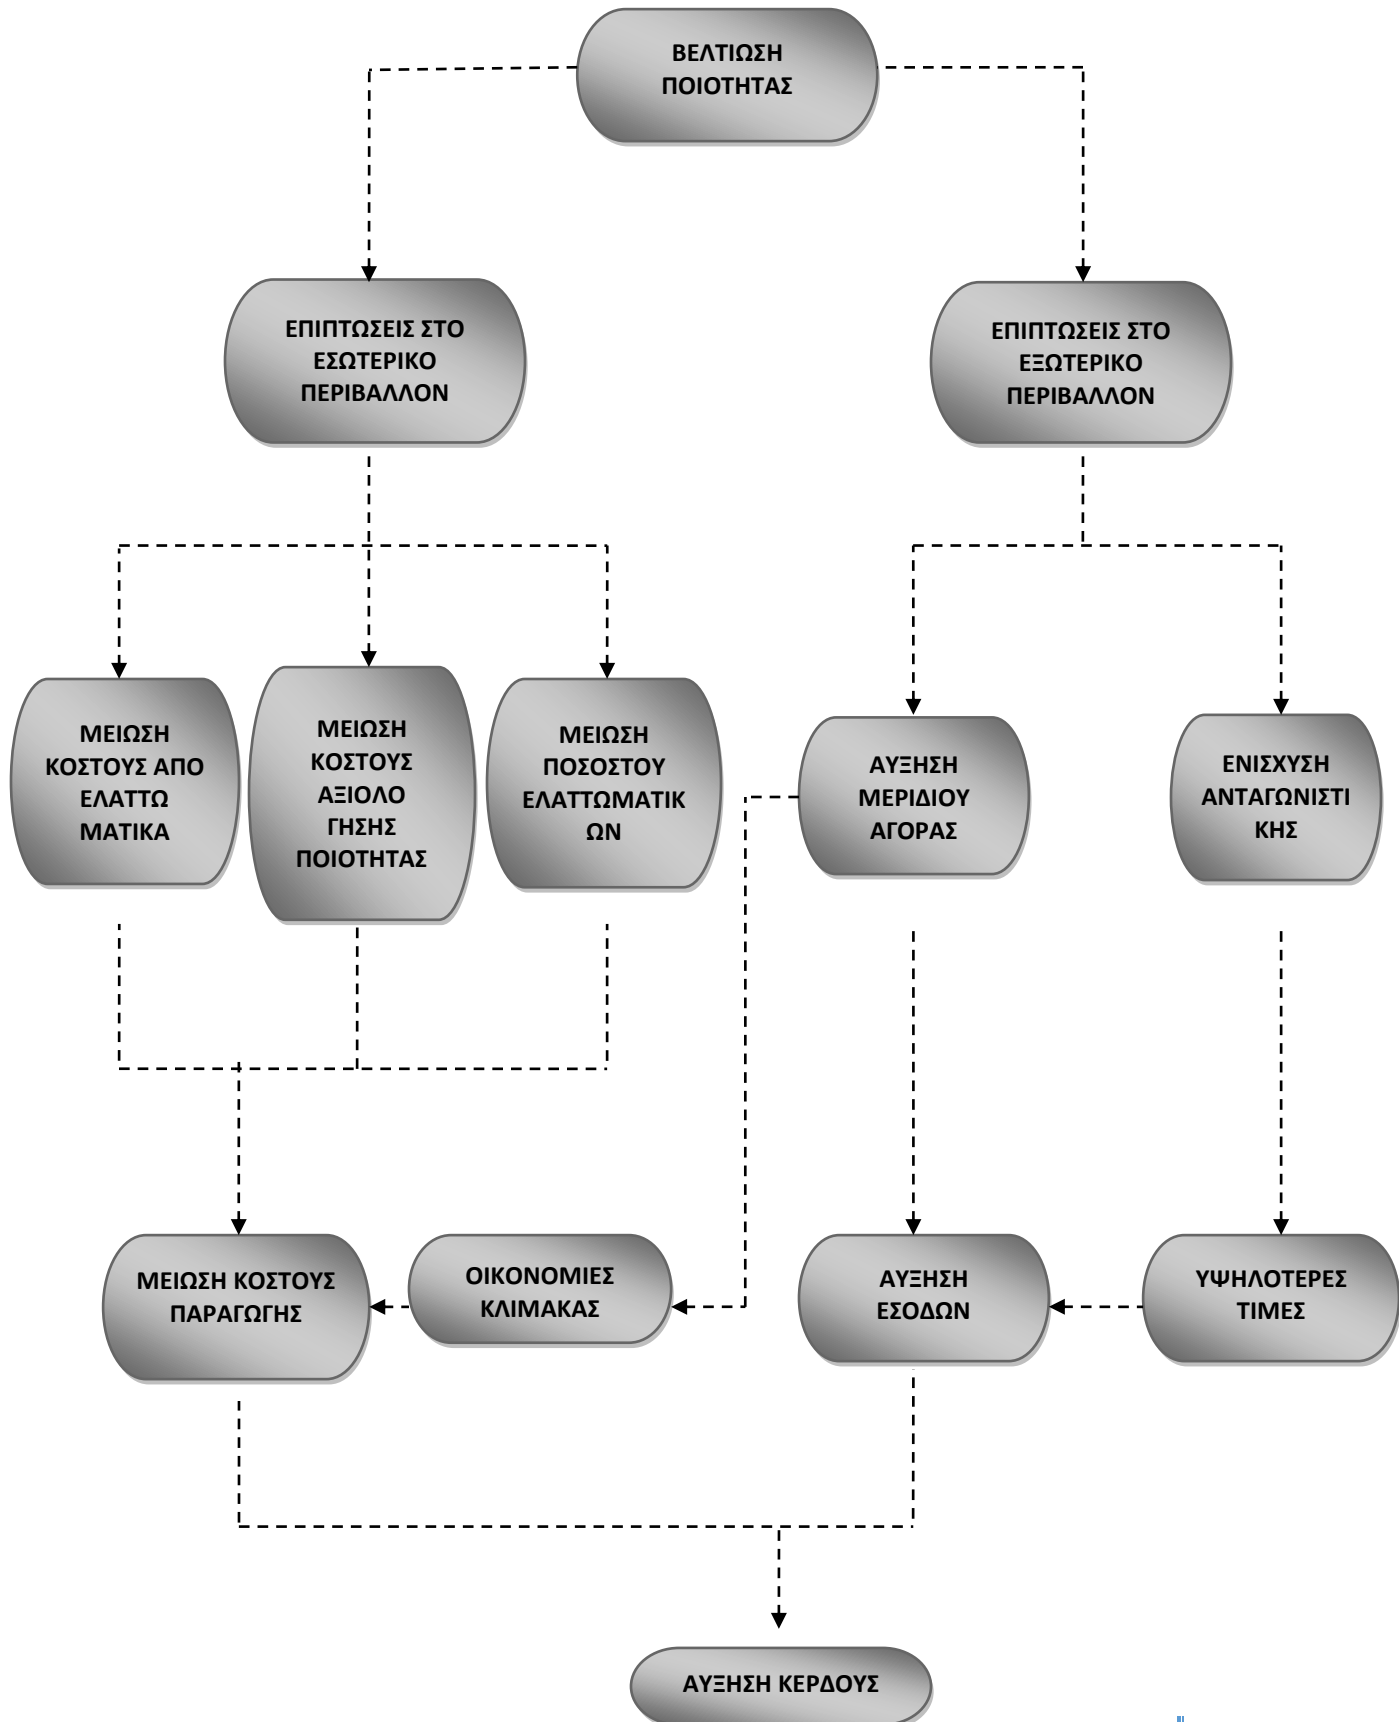 ΒΕΛΤΙΩΣΗ
ΠΟΙΟΤΗΤΑΣ
ΕΠΙΠΤΩΣΕΙΣ ΣΤΟ
ΕΣΩΤΕΡΙΚΟ
ΠΕΡΙΒΑΛΛΟΝ
ΕΠΙΠΤΩΣΕΙΣ ΣΤΟ
ΕΞΩΤΕΡΙΚΟ
ΠΕΡΙΒΑΛΛΟΝ
ΜΕΙΩΣΗ
ΚΟΣΤΟΥΣ ΑΠΟ
ΕΛΑΤΤΩ
ΜΑΤΙΚΑ
ΜΕΙΩΣΗ
ΚΟΣΤΟΥΣ
ΑΞΙΟΛΟ
ΓΗΣΗΣ
ΠΟΙΟΤΗΤΑΣ
ΜΕΙΩΣΗ
ΠΟΣΟΣΤΟΥ
ΕΛΑΤΤΩΜΑΤΙΚ
ΩΝ
ΑΥΞΗΣΗ
ΜΕΡΙΔΙΟΥ
ΑΓΟΡΑΣ
ΕΝΙΣΧΥΣΗ
ΑΝΤΑΓΩΝΙΣΤΙ
ΚΗΣ
ΜΕΙΩΣΗ ΚΟΣΤΟΥΣ
ΠΑΡΑΓΩΓΗΣ
ΟΙΚΟΝΟΜΙΕΣ
ΚΛΙΜΑΚΑΣ
ΑΥΞΗΣΗ
ΕΣΟΔΩΝ
ΥΨΗΛΟΤΕΡΕΣ
ΤΙΜΕΣ
ΑΥΞΗΣΗ ΚΕΡΔΟΥΣ